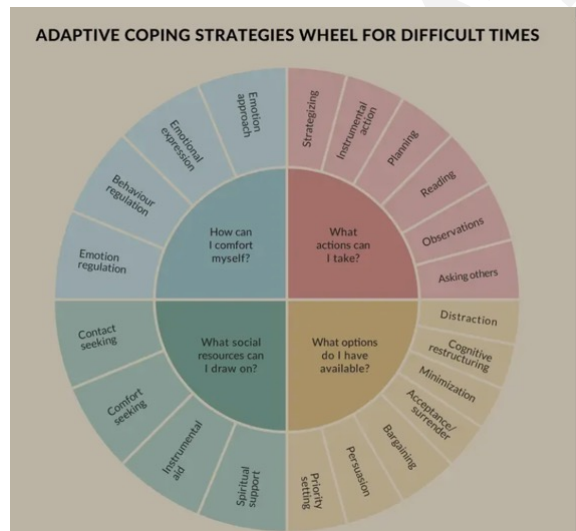 ADAPTIVE COPING STRATEGIES WHEEL FOR DIFFICULT TIMES
Emotion
approach
Emotional
expression
Behaviour
regulation
Emotion
regulation
How can
I comfort
myself?
Strategizing
Instrumental
action
Planning
Reading
Observations
Asking others
What
actions can
I take?
Contact
seeking
Comfort
seeking
Instrumental
aid
Spiritual
support
What social
resources can
I draw on?
Distraction
Cognitive
restructuring
Minimization
Acceptance/
surrender
Bargaining
Persuasion
Priority
setting
What options
do I have
available?